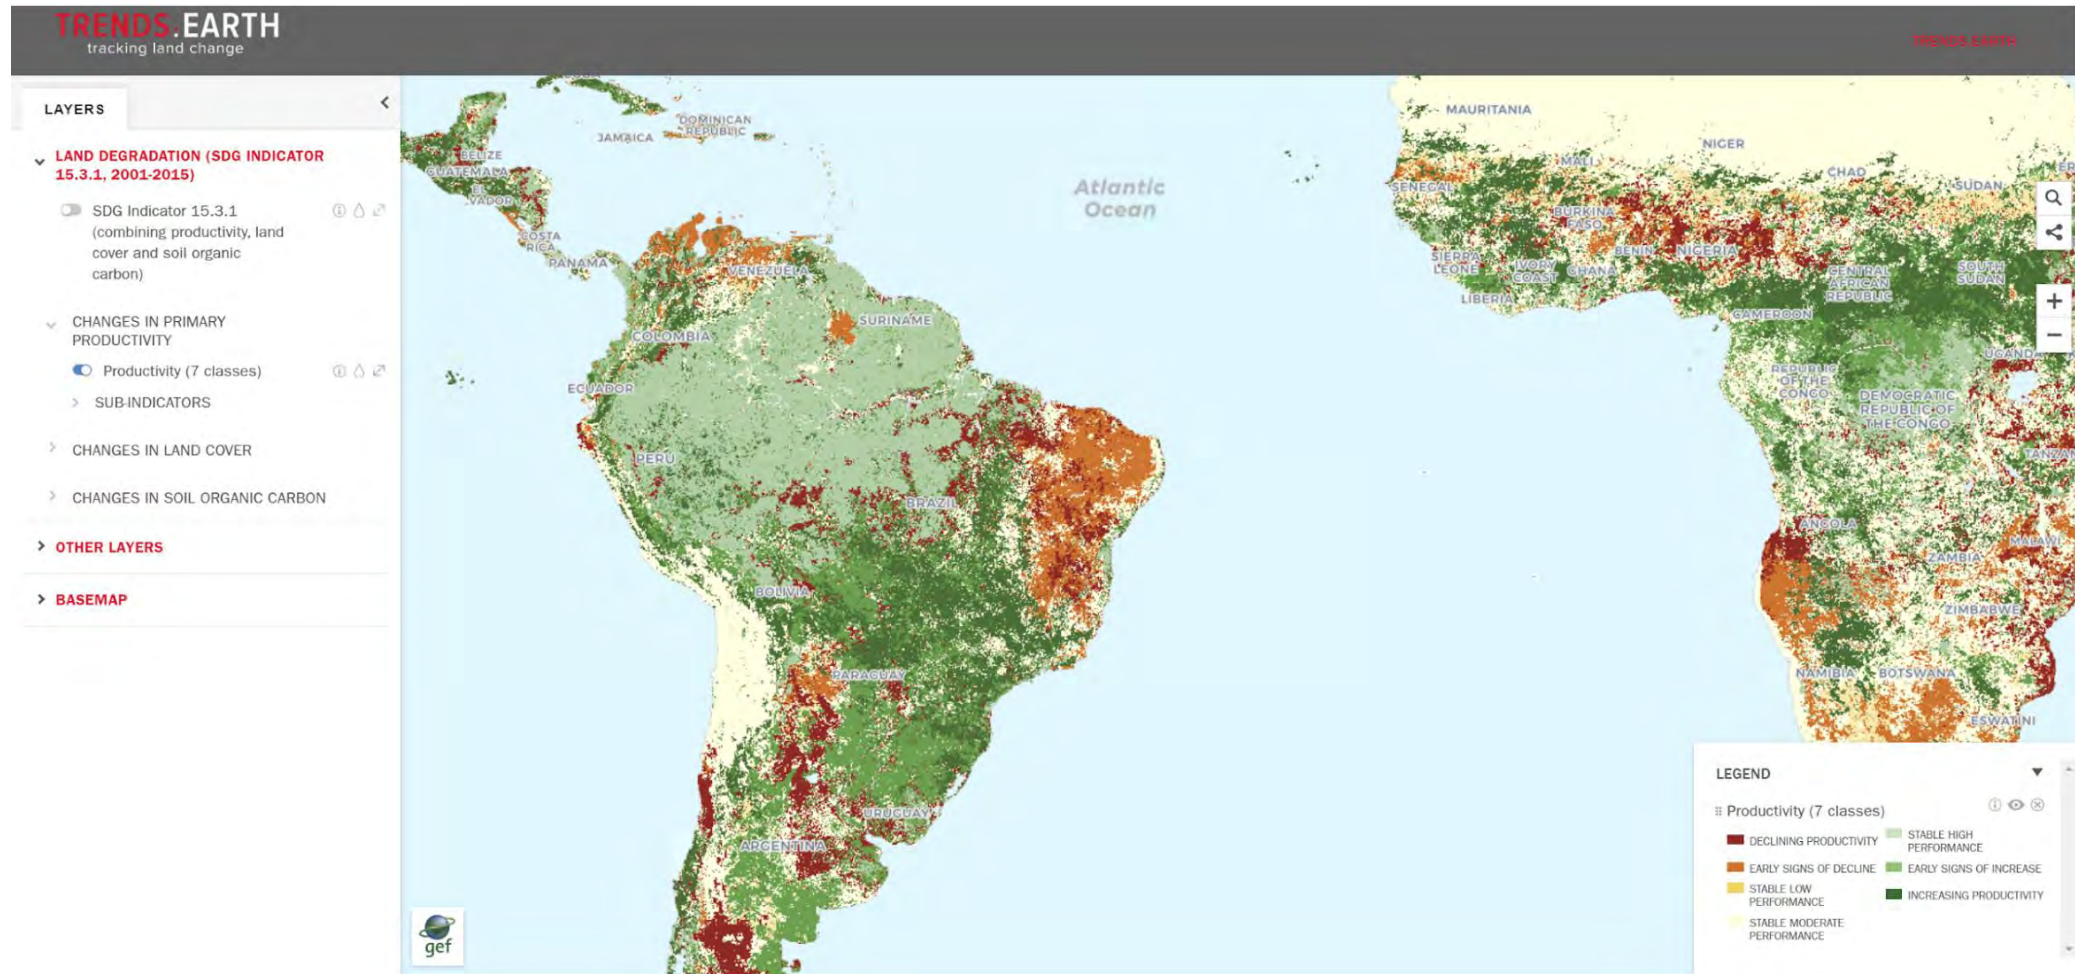 TRENDS.EARTH
tracking land change
TRENDS.EARTH
LAYERS
LAND DEGRADATION (SDG INDICATOR
15.3.1, 2001-2015)
SDG Indicator 15.3.1
(combining productivity, land
cover and soil organic
carbon)
CHANGES IN PRIMARY
PRODUCTIVITY
Productivity (7 classes)
SUB-INDICATORS
CHANGES IN LAND COVER
CHANGES IN SOIL ORGANIC CARBON
OTHER LAYERS
BASEMAP
DOMINICAN
REPUBLIC
JAMAICA
BELIZE
GUATEMALA
EL
VADOR
COSTA
RICA
PANAMA
VENEZUELA
COLOMBIA
SURINAME
ECUADOR
PERU
BRAZIL
BOLIVIA
PARAGUAY
URUGUAY
ARGENTINA
Atlantic
Ocean
MAURITANIA
MALI
NIGER
CHAD
SUDAN
ER
SENEGAL
BURKINA
FASO
BENIN
NIGERIA
SIERRA
LEONE
IVORY
COAST
GHANA
LIBERIA
CENTRAL
AFRICAN
REPUBLIC
SOUTH
SUDAN
CAMEROON
UGANDA
REPUBLIC
OF THE
CONGO
DEMOCRATIC
REPUBLIC OF
THE CONGO
TANZAN
ANGOLA
MALAWI
ZAMBIA
ZIMBABWE
NAMIBIA
BOTSWANA
ESWATINI
gef
LEGEND
Productivity (7 classes)
DECLINING PRODUCTIVITY
EARLY SIGNS OF DECLINE
STABLE LOW
PERFORMANCE
STABLE MODERATE
PERFORMANCE
STABLE HIGH
PERFORMANCE
EARLY SIGNS OF INCREASE
INCREASING PRODUCTIVITY